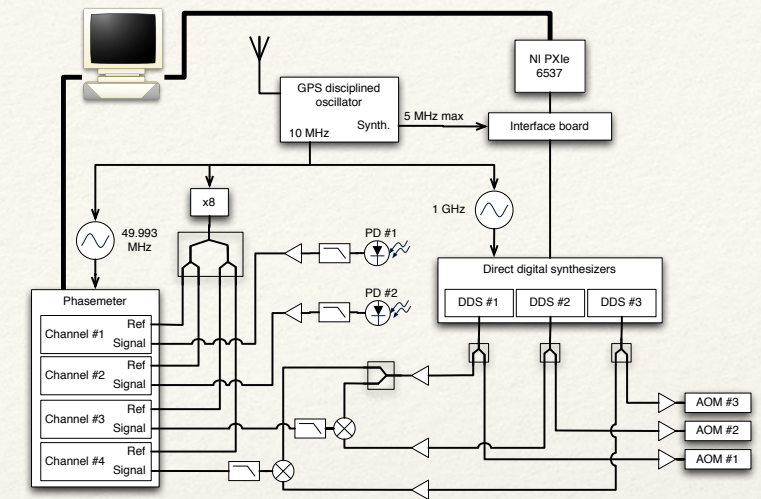 NI PXIe
6537
GPS disciplined
oscillator
Synth.
10 MHz
5 MHz max
Interface board
x8
1 GHz
49.993
MHz
PD #1
PD #2
Direct digital synthesizers
DDS #1
DDS #2
DDS #3
Phasemeter
Ref
Channel #1
Signal
Ref
Channel #2
Signal
Ref
Channel #3
Signal
Ref
Channel #4
Signal
AOM #3
AOM #2
AOM #1